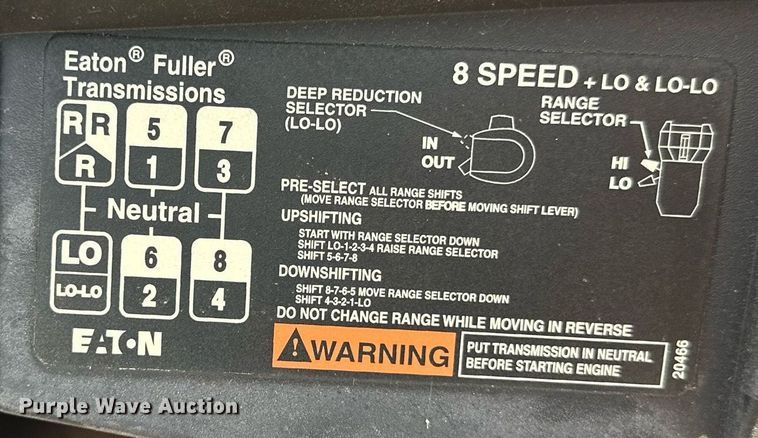 Eaton® Fuller®
Transmissions
8 SPEED + LO & LO-LO
DEEP REDUCTION
SELECTOR
(LO-LO)
RANGE
SELECTOR
IN
OUT
HI
LO
R R 5 7
R 1 3
Neutral
LO 6 8
LO-LO 2 4
PRE-SELECT ALL RANGE SHIFTS
(MOVE RANGE SELECTOR BEFORE MOVING SHIFT LEVER)
UPSHIFTING
START WITH RANGE SELECTOR DOWN
SHIFT LO-1-2-3-4 RAISE RANGE SELECTOR
SHIFT 5-6-7-8
DOWNSHIFTING
SHIFT 8-7-6-5 MOVE RANGE SELECTOR DOWN
SHIFT 4-3-2-1-LO
DO NOT CHANGE RANGE WHILE MOVING IN REVERSE
EATON
WARNING
PUT TRANSMISSION IN NEUTRAL
BEFORE STARTING ENGINE
20466
Purple Wave Auction